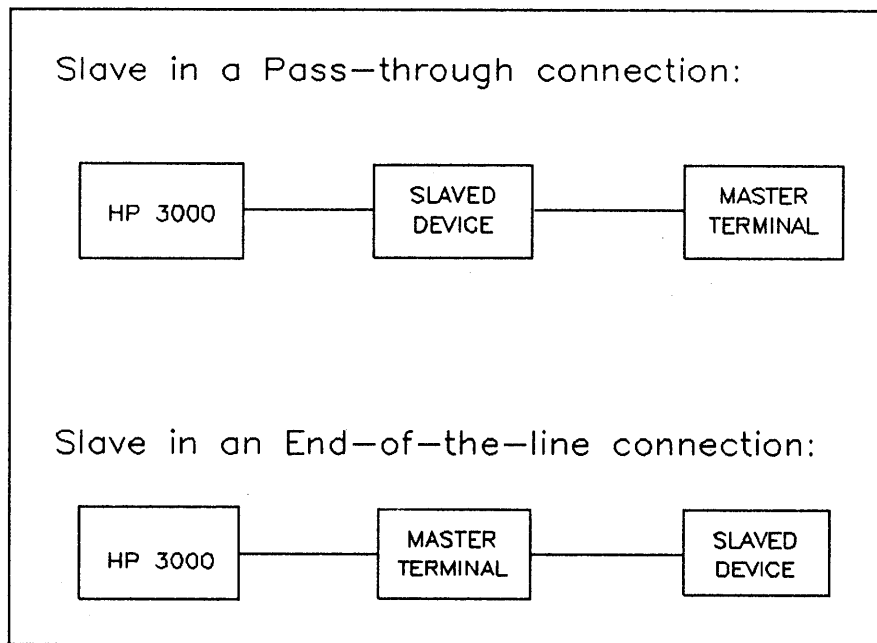 Slave in a Pass-through connection:
HP 3000
SLAVED
DEVICE
MASTER
TERMINAL
Slave in an End-of-the-line connection:
HP 3000
MASTER
TERMINAL
SLAVED
DEVICE